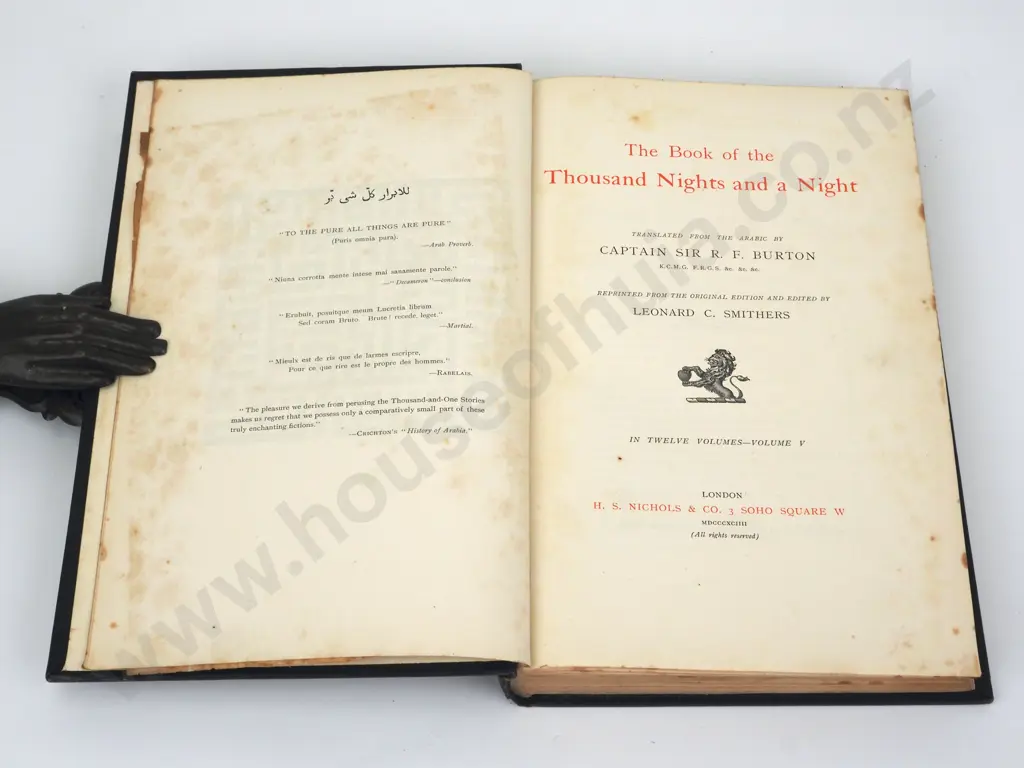 للابرار كلّ شي تبر
"TO THE PURE ALL THINGS ARE PURE"
(Puris omnia pura).
—Arab Proverb.
"Niuna corrotta mente intese mai sanamente parole."
—"Decameron"—conclusion
"Erubuit, posuitque meum Lucretia librum
Sed coram Bruto. Brute! recede, leget."
—Martial.
"Mieulx est de ris que de larmes escripre,
Pour ce que rire est le propre des hommes."
—RABELAIS.
"The pleasure we derive from perusing the Thousand-and-One Stories
makes us regret that we possess only a comparatively small part of these
truly enchanting fictions."
—CRICHTON'S "History of Arabia."
The Book of the
Thousand Nights and a Night
TRANSLATED FROM THE ARABIC BY
CAPTAIN SIR R. F. BURTON
K.C.M.G. F.R.G.S. &c. &c. &c.
REPRINTED FROM THE ORIGINAL EDITION AND EDITED BY
LEONARD C. SMITHERS
IN TWELVE VOLUMES—VOLUME V
LONDON
H. S. NICHOLS & CO. 3 SOHO SQUARE W
MDCCCXCIIII
(All rights reserved)
www.houseofhuia.co.nz